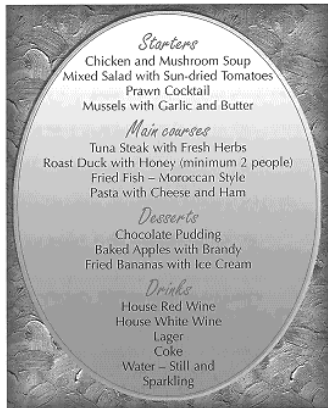 Starters
Chicken and Mushroom Soup
Mixed Salad with Sun-dried Tomatoes
Prawn Cocktail
Mussels with Garlic and Butter
Main courses
Tuna Steak with Fresh Herbs
Roast Duck with Honey (minimum 2 people)
Fried Fish – Moroccan Style
Pasta with Cheese and Ham
Desserts
Chocolate Pudding
Baked Apples with Brandy
Fried Bananas with Ice Cream
Drinks
House Red Wine
House White Wine
Lager
Coke
Water – Still and
Sparkling